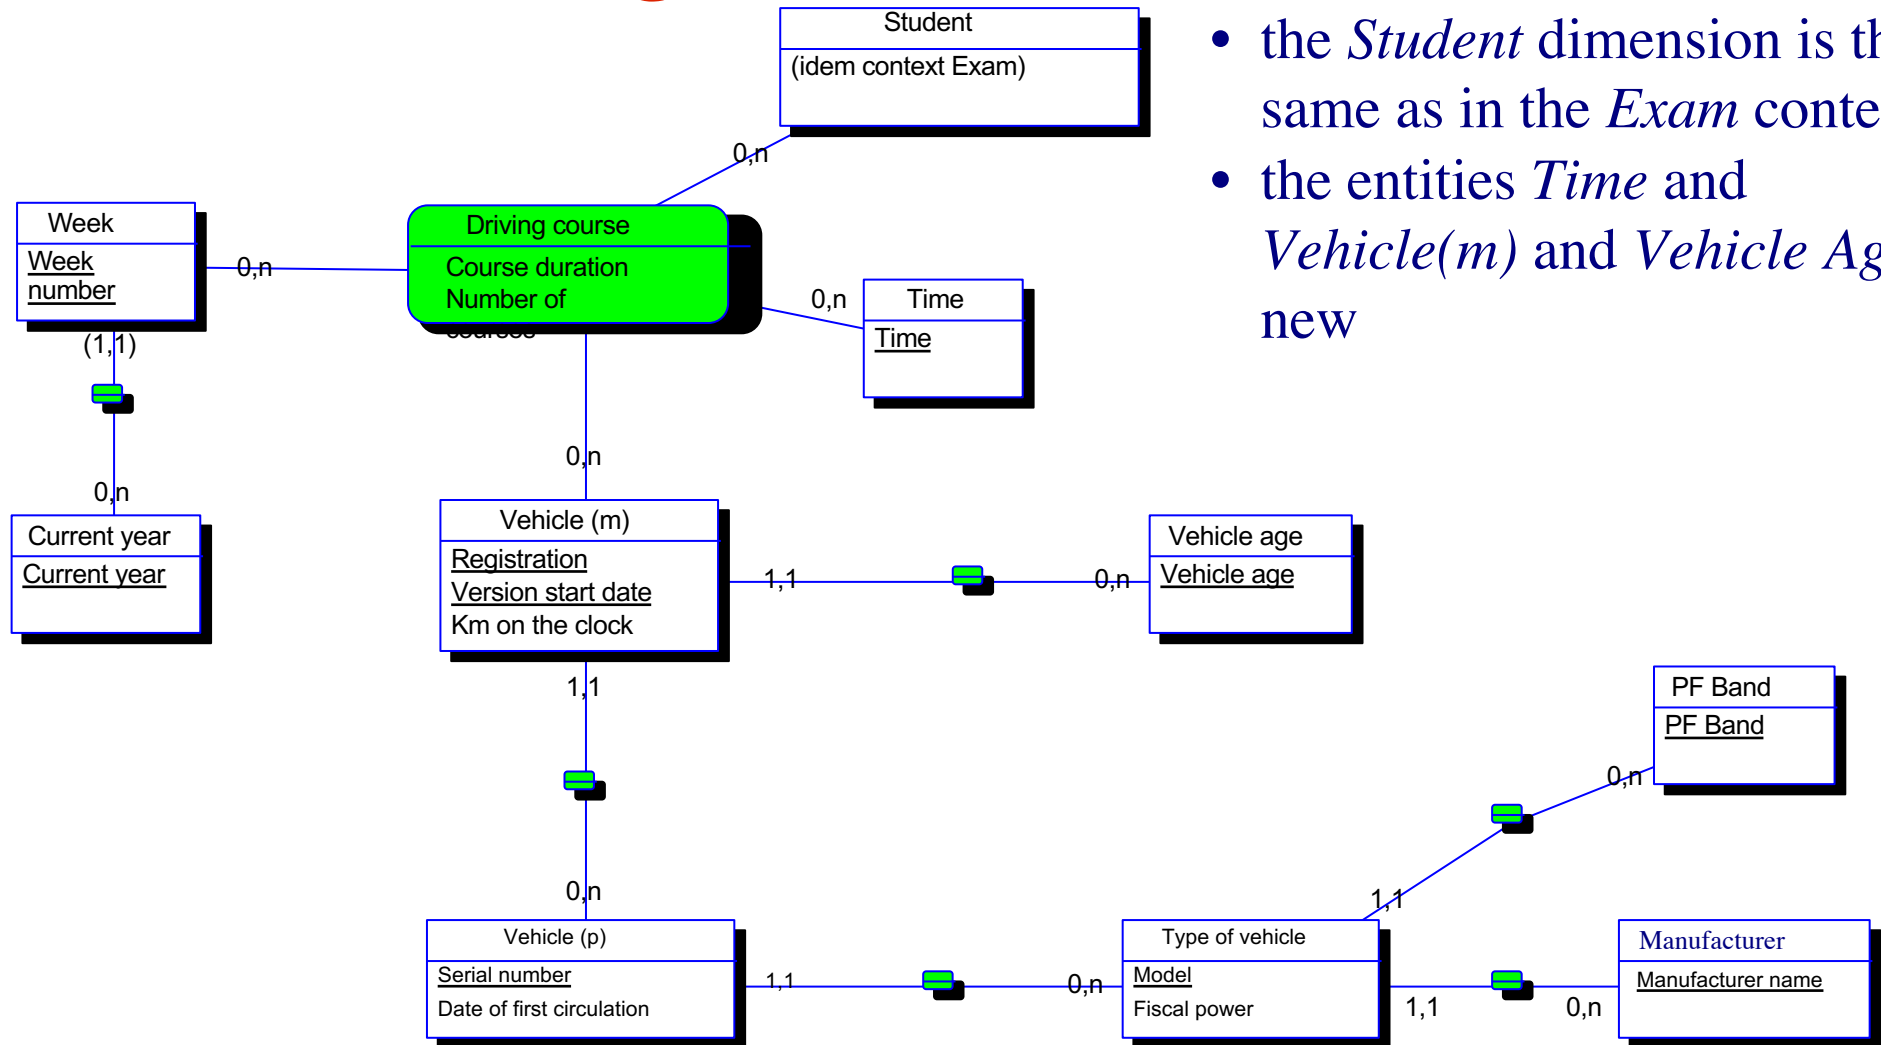 Student
(idem context Exam)
• the Student dimension is
same as in the Exam
• the entities Time and
Vehicle(m) and Vehicle
new
0,n
Week
Week
number
0,n
Driving course
Course duration
Number of
courses
0,n
Time
Time
(1,1)
0,n
Current year
Current year
0,n
Vehicle (m)
Registration
Version start date
Km on the clock
1,1
0,n
Vehicle age
Vehicle age
1,1
0,n
PF Band
PF Band
0,n
1,1
Vehicle (p)
Serial number
Date of first circulation
1,1
0,n
Type of vehicle
Model
Fiscal power
1,1
0,n
Manufacturer
Manufacturer name